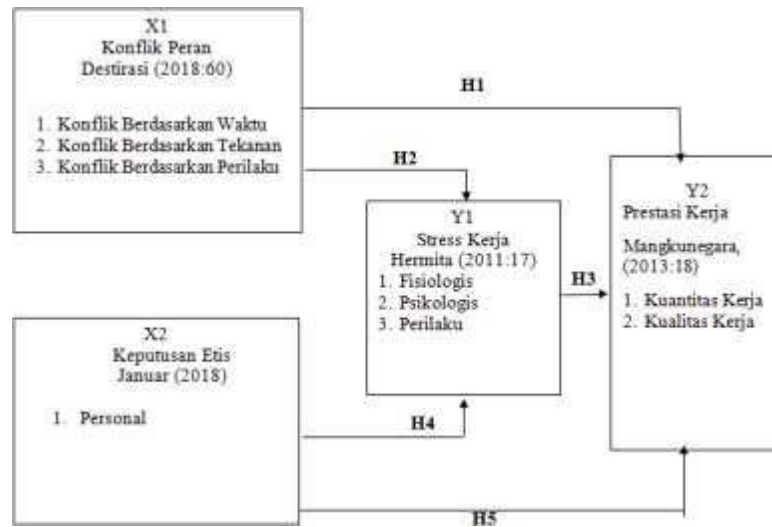 X1
Konflik Peran
Destirasi (2018:60)
1. Konflik Berdasarkan Waktu
2. Konflik Berdasarkan Tekanan
3. Konflik Berdasarkan Perilaku
H1
H2
Y1
Stress Kerja
Hermita (2011:17)
1. Fisiologis
2. Psikologis
3. Perilaku
H3
Y2
Prestasi Kerja
Mangkunegara,
(2013:18)
1. Kuantitas Kerja
2. Kualitas Kerja
X2
Keputusan Etis
Januar (2018)
1. Personal
H4
H5